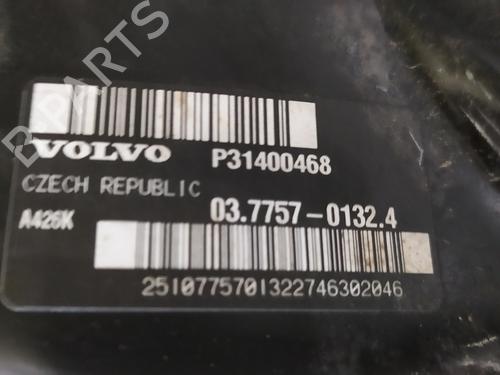 B PARTS
VOLVO P31400468
CZECH REPUBLIC
A426K 03.7757-0132.4
2510775701322746302046